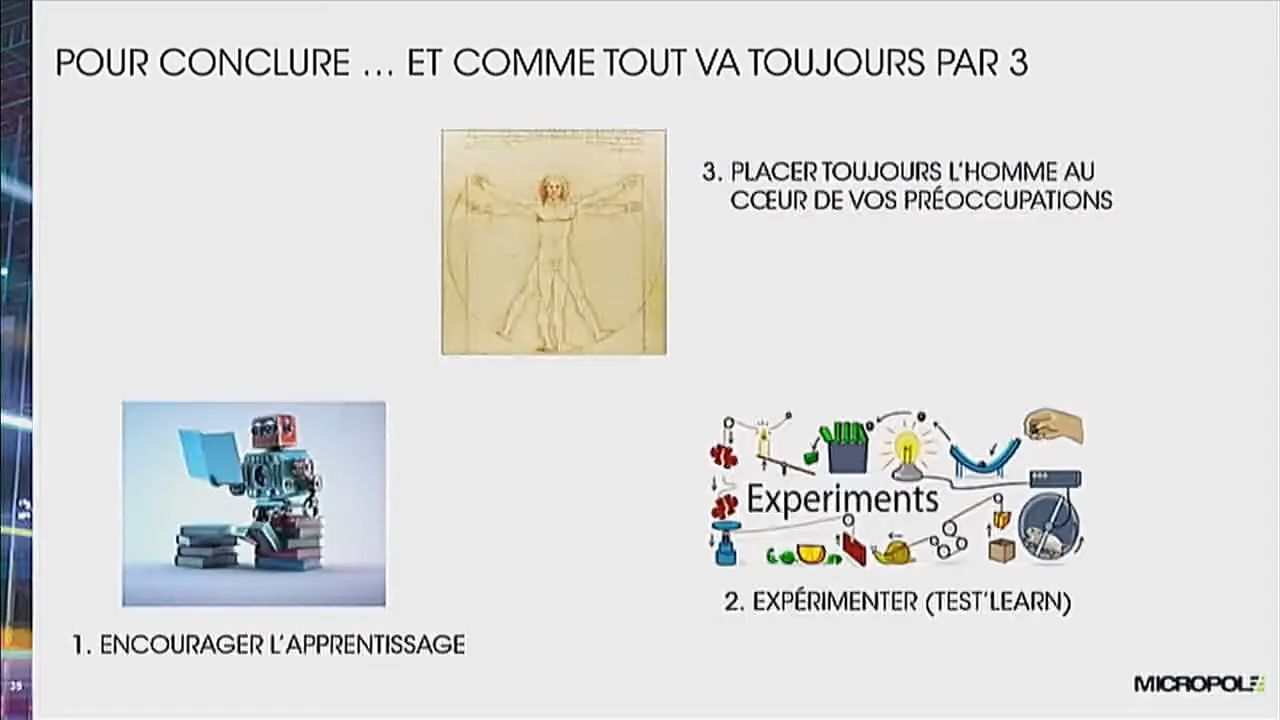 POUR CONCLURE ... ET COMME TOUT VA TOUJOURS PAR 3
3. PLACER TOUJOURS L'HOMME AU
CŒUR DE VOS PRÉOCCUPATIONS
Experiments
2. EXPÉRIMENTER (TEST'LEARN)
1. ENCOURAGER L'APPRENTISSAGE
MICROPOLE